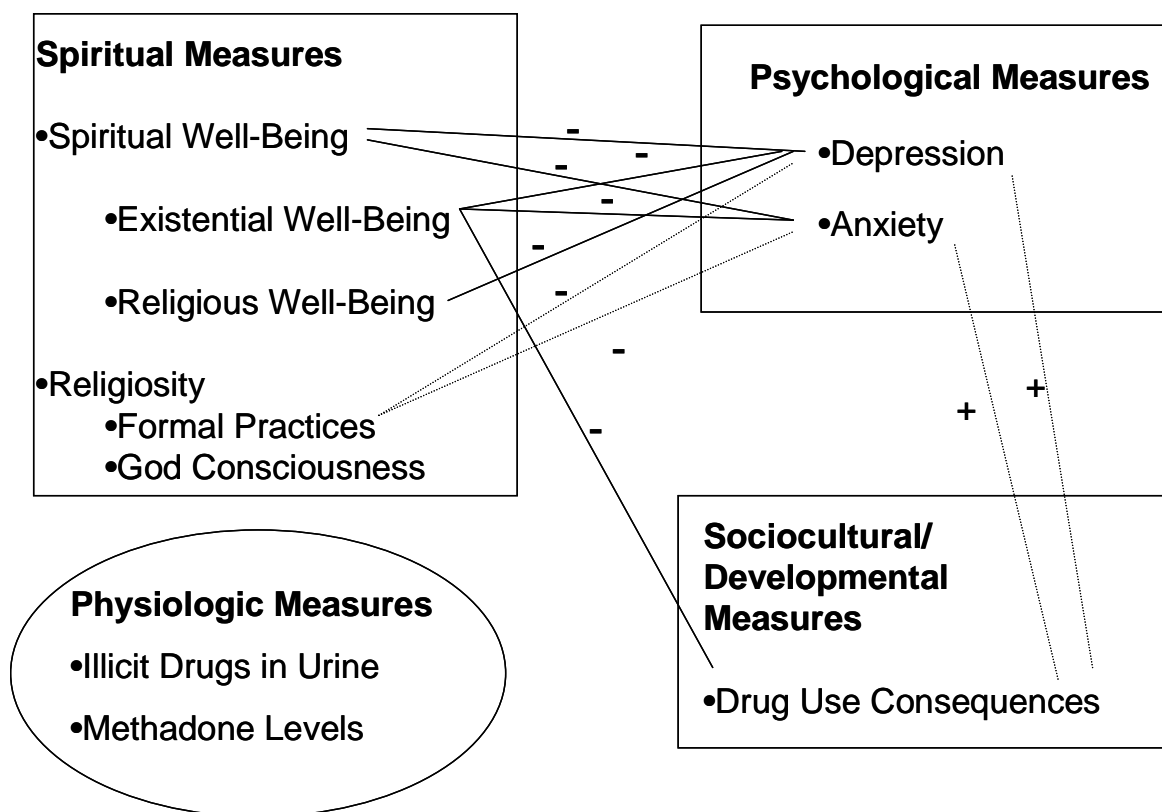 Spiritual Measures
•Spiritual Well-Being
•Existential Well-Being
•Religious Well-Being
•Religiosity
•Formal Practices
•God Consciousness
Psychological Measures
•Depression
•Anxiety
-
-
-
-
-
-
-
-
+
+
Physiologic Measures
•Illicit Drugs in Urine
•Methadone Levels
Sociocultural/
Developmental
Measures
•Drug Use Consequences